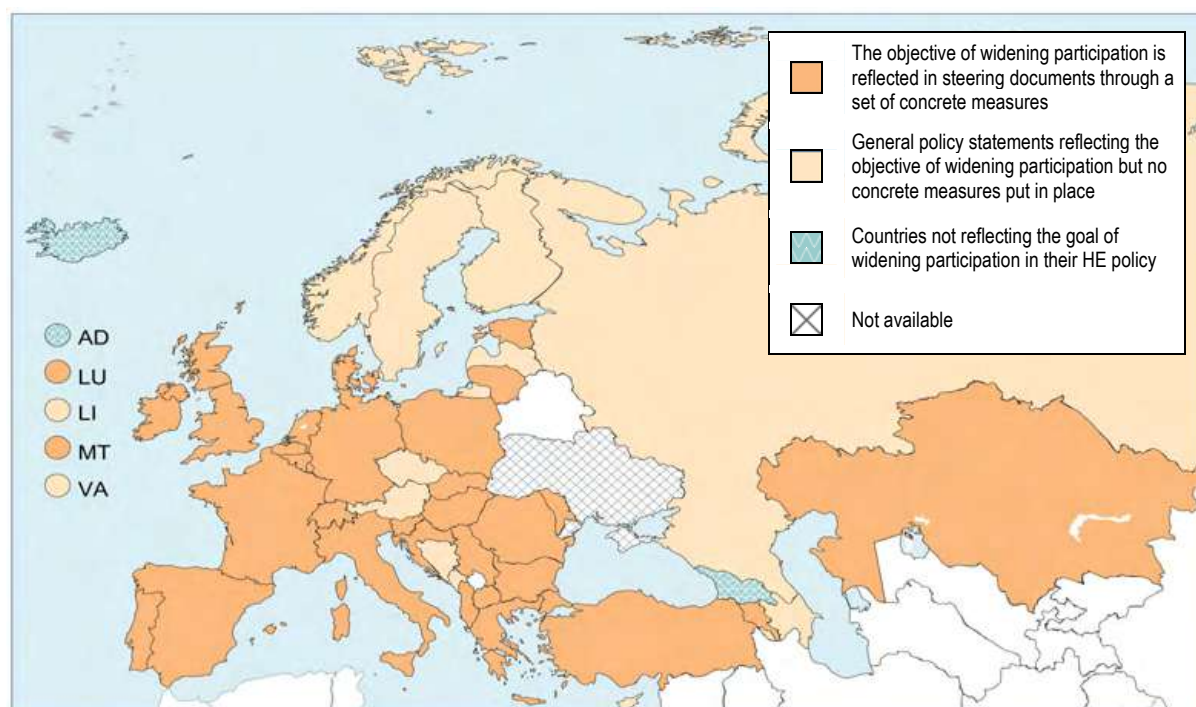 The objective of widening participation is
reflected in steering documents through a
set of concrete measures
General policy statements reflecting the
objective of widening participation but no
concrete measures put in place
Countries not reflecting the goal of
widening participation in their HE policy
Not available
AD
LU
LI
MT
VA